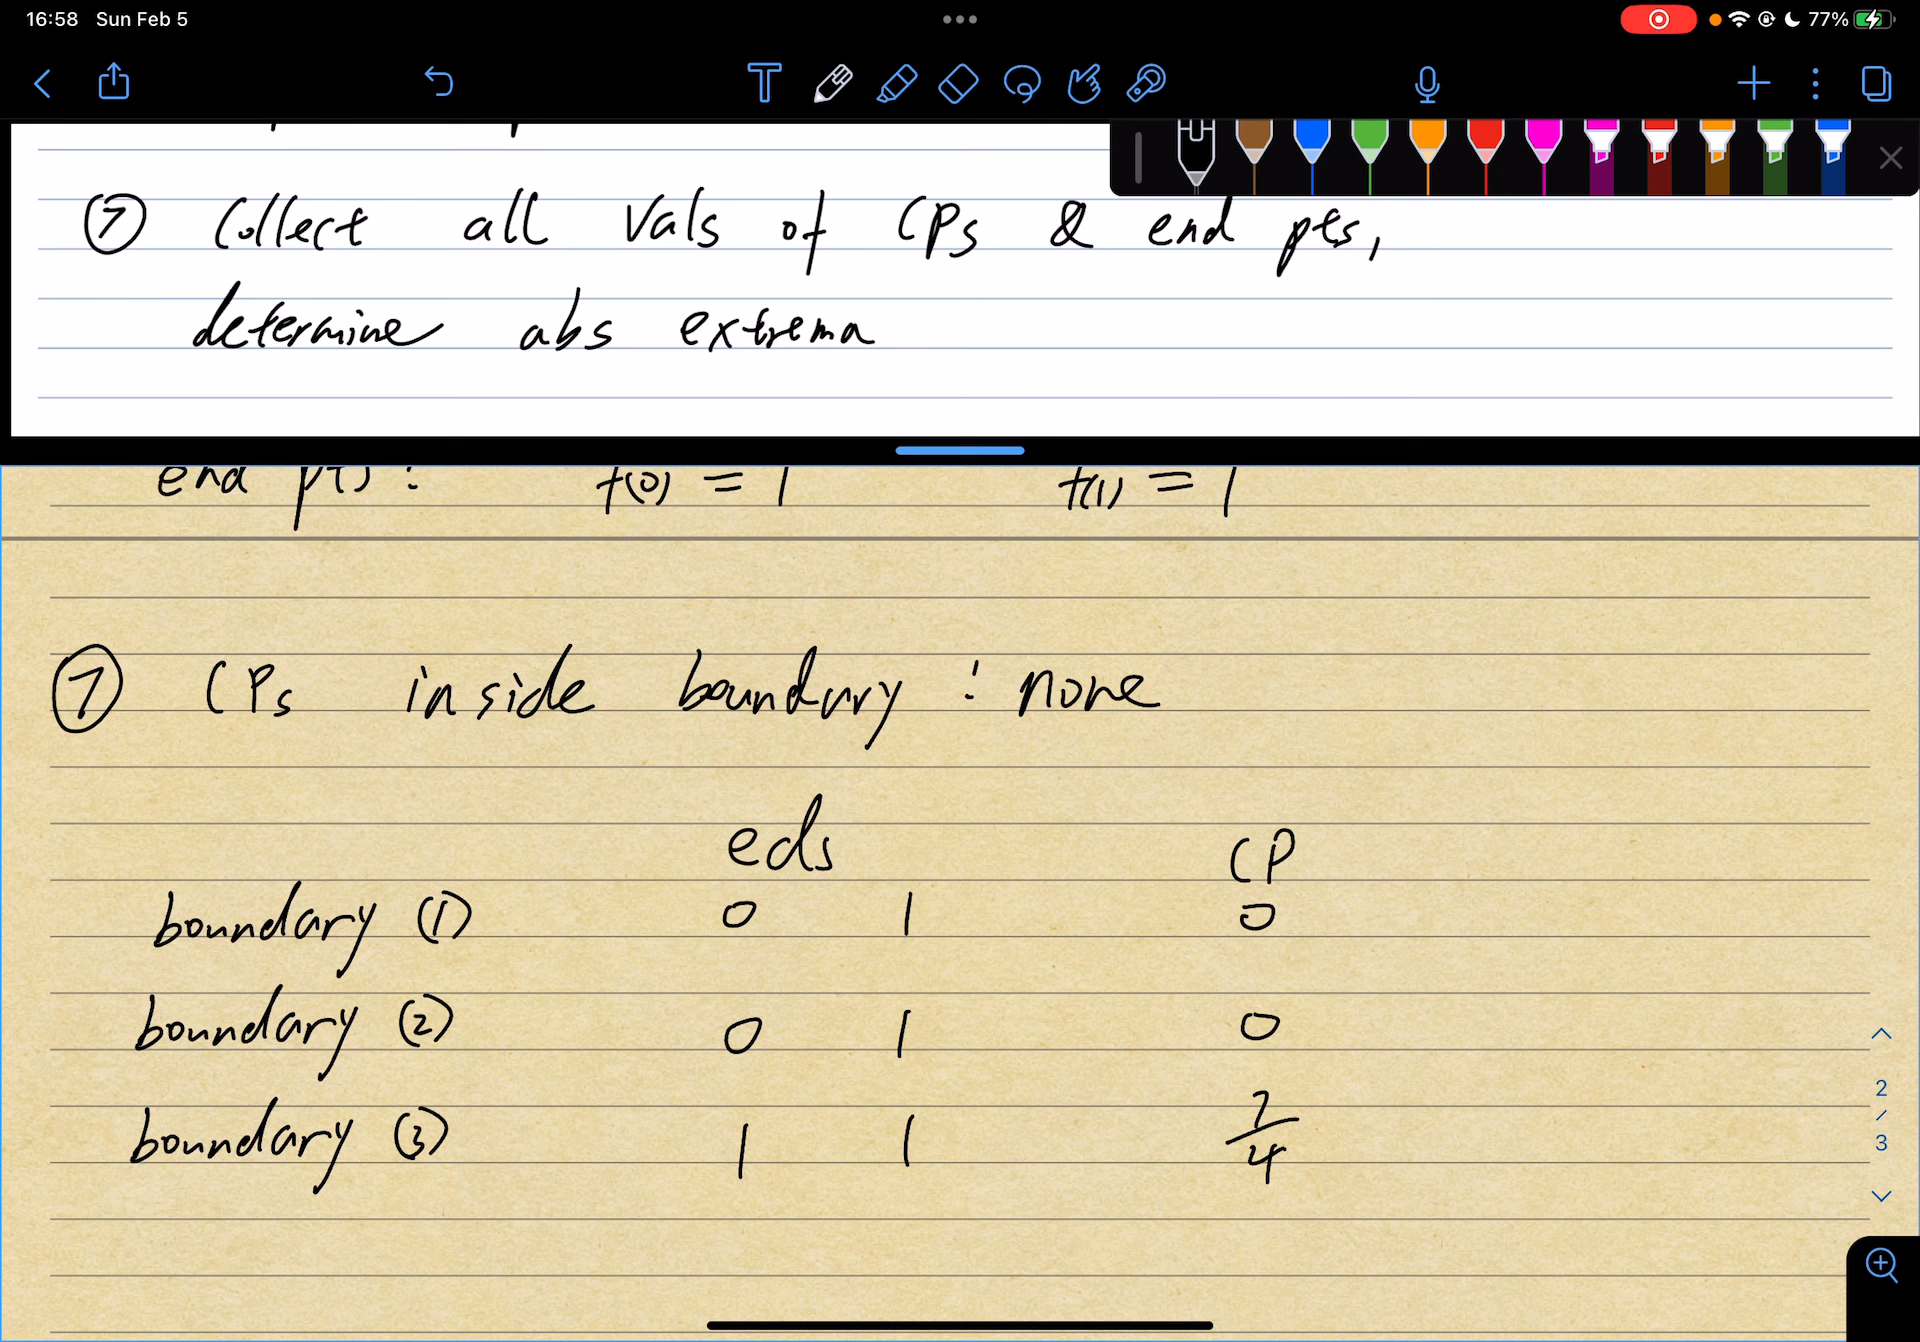 16:58 Sun Feb 5
77%
⑦ Collect all vals of CPs & end pts,
determine abs extrema
end pts: f(0) = 1 f(1) = 1
⑦ CPs inside boundary : none
eds CP
boundary (1) 0 1 0
boundary (2) 0 1 0
boundary (3) 1 1 7/4
2
/
3